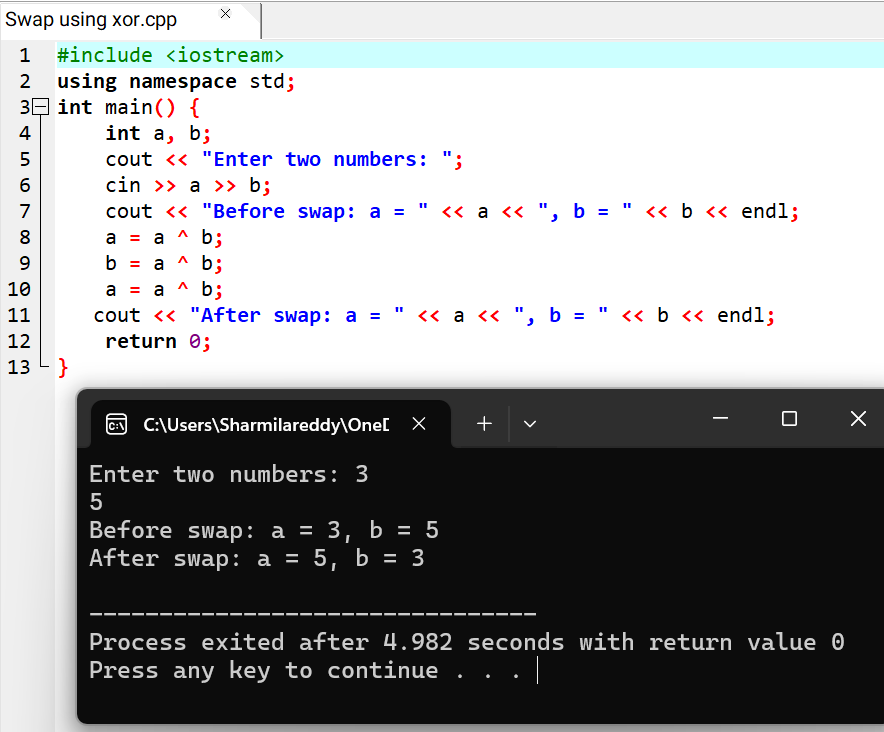 Swap using xor.cpp
1 #include <iostream>
2 using namespace std;
3 int main() {
4 int a, b;
5 cout << "Enter two numbers: ";
6 cin >> a >> b;
7 cout << "Before swap: a = " << a << ", b = " << b << endl;
8 a = a ^ b;
9 b = a ^ b;
10 a = a ^ b;
11 cout << "After swap: a = " << a << ", b = " << b << endl;
12 return 0;
13 }
C:\Users\Sharmilareddy\OneD
Enter two numbers: 3
5
Before swap: a = 3, b = 5
After swap: a = 5, b = 3
--------------------------------
Process exited after 4.982 seconds with return value 0
Press any key to continue . . .